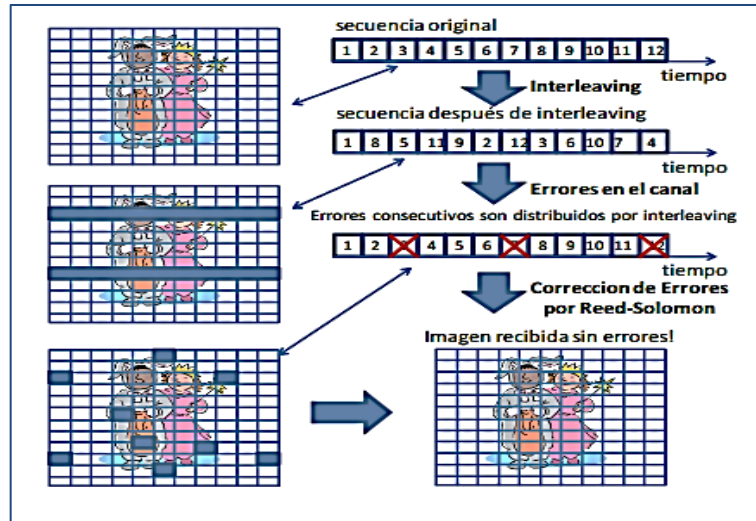 secuencia original
1 2 3 4 5 6 7 8 9 10 11 12
tiempo
Interleaving
secuencia después de interleaving
1 8 5 11 9 2 12 3 6 10 7 4
tiempo
Errores en el canal
Errores consecutivos son distribuidos por interleaving
1 2 3 4 5 6 7 8 9 10 11 12
tiempo
Correccion de Errores
por Reed-Solomon
Imagen recibida sin errores!